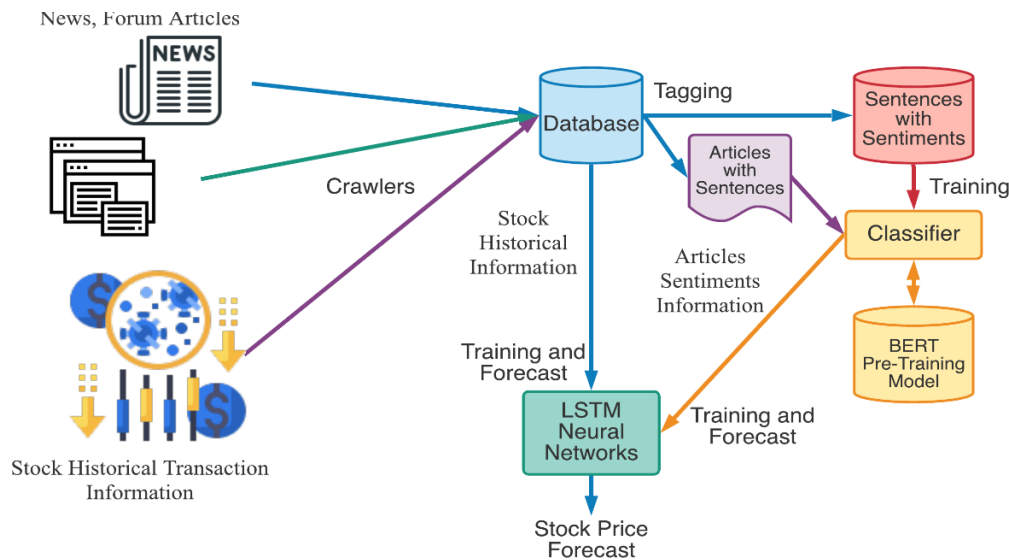 News, Forum Articles
NEWS
Database
Tagging
Sentences
with
Sentiments
Articles
with
Sentences
Training
Crawlers
Classifier
Stock
Historical
Information
Articles
Sentiments
Information
BERT
Pre-Training
Model
Training and
Forecast
LSTM
Neural
Networks
Training and
Forecast
Stock Historical Transaction
Information
Stock Price
Forecast